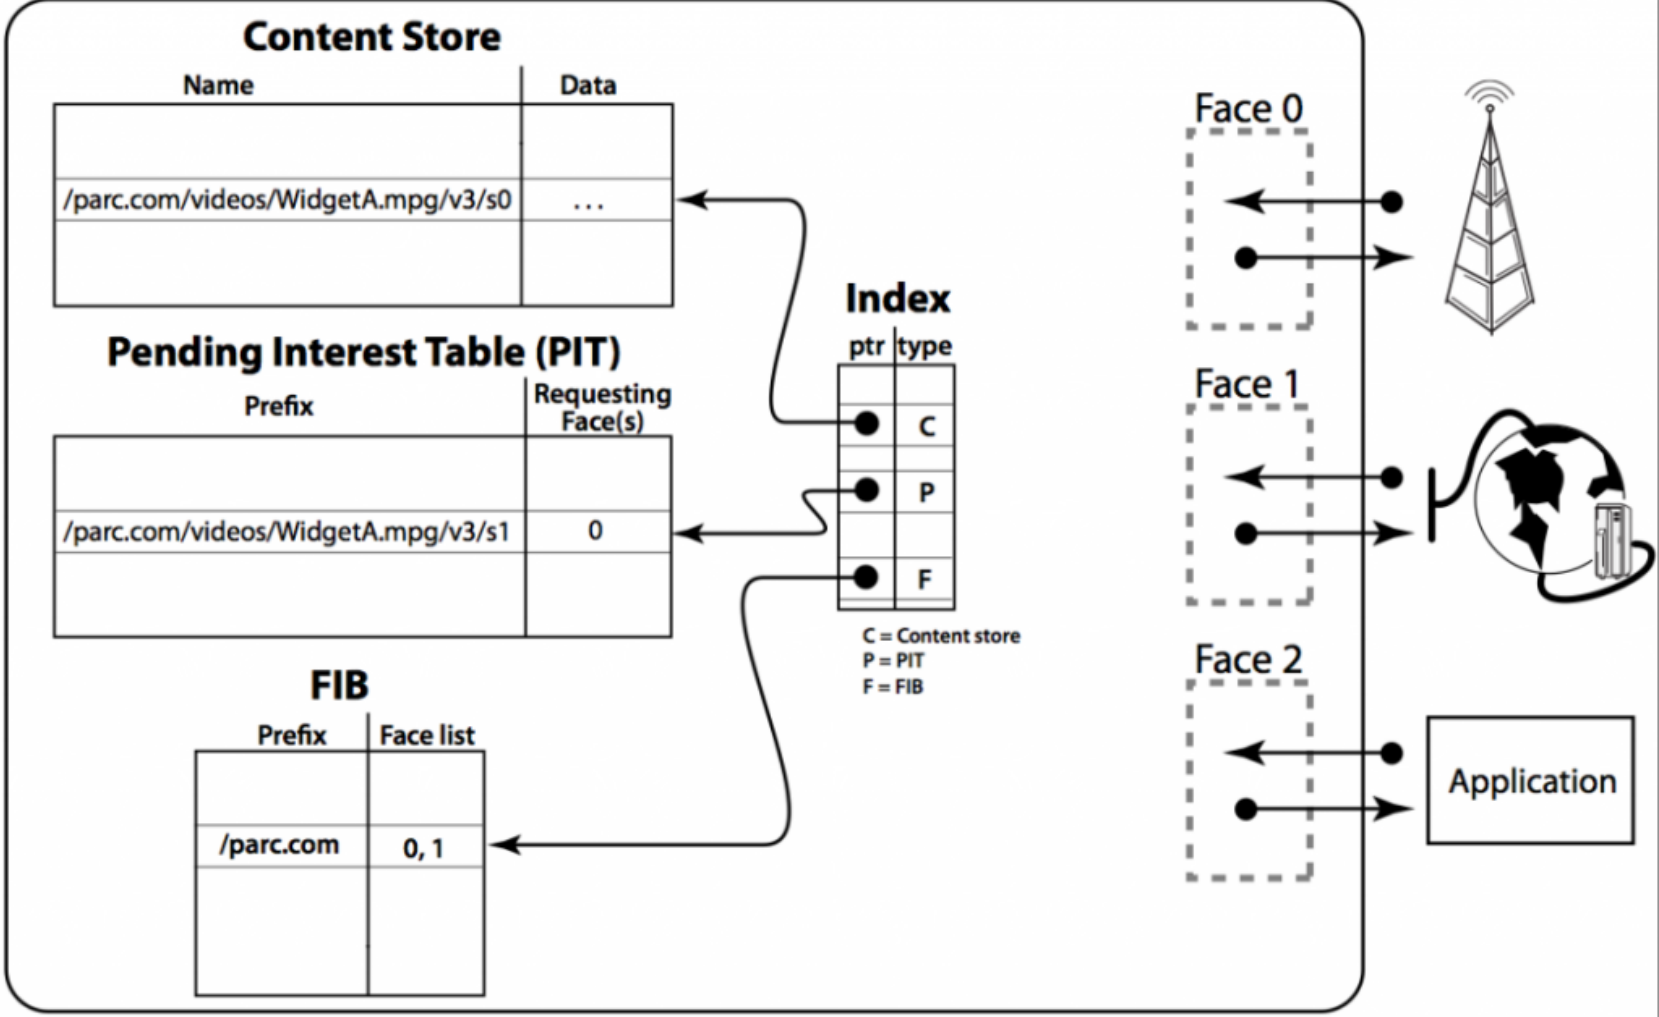 Content Store
Name Data
/parc.com/videos/WidgetA.mpg/v3/s0 ...
Pending Interest Table (PIT)
Prefix Requesting
Face(s)
/parc.com/videos/WidgetA.mpg/v3/s1 0
FIB
Prefix Face list
/parc.com 0, 1
Index
ptr type
C
P
F
C = Content store
P = PIT
F = FIB
Face 0
Face 1
Face 2
Application